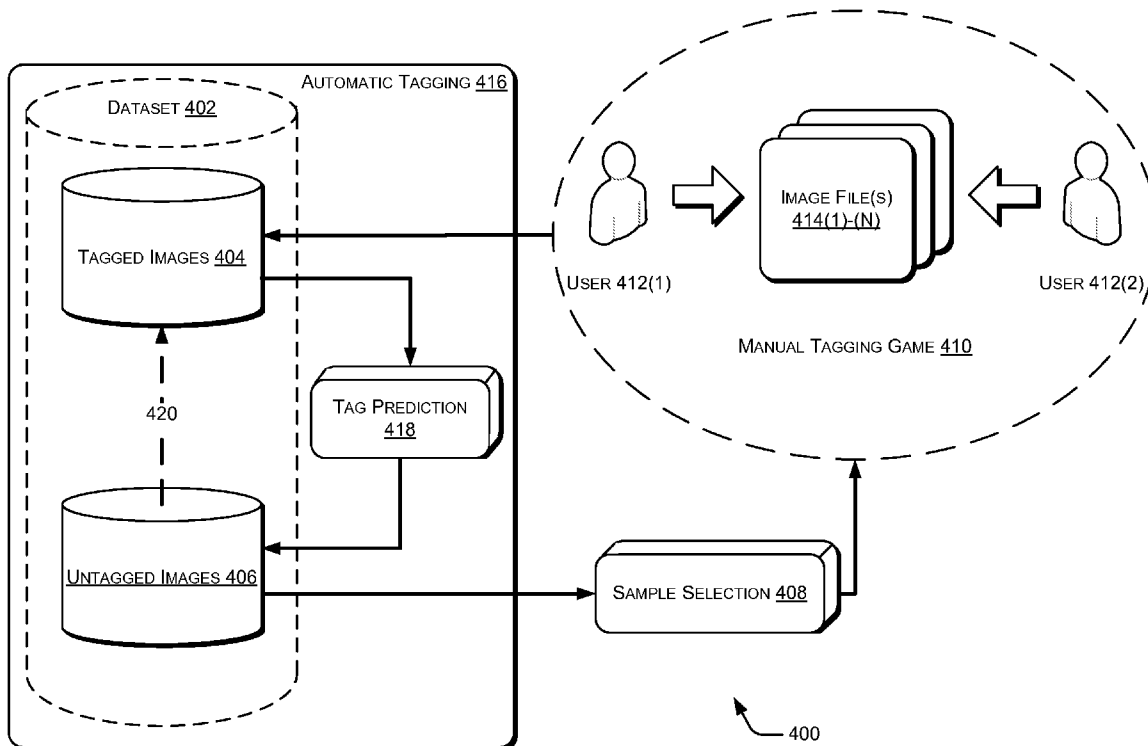 AUTOMATIC TAGGING 416
DATASET 402
TAGGED IMAGES 404
TAG PREDICTION
418
420
UNTAGGED IMAGES 406
IMAGE FILE(S)
414(1)-(N)
USER 412(1)
USER 412(2)
MANUAL TAGGING GAME 410
SAMPLE SELECTION 408
400